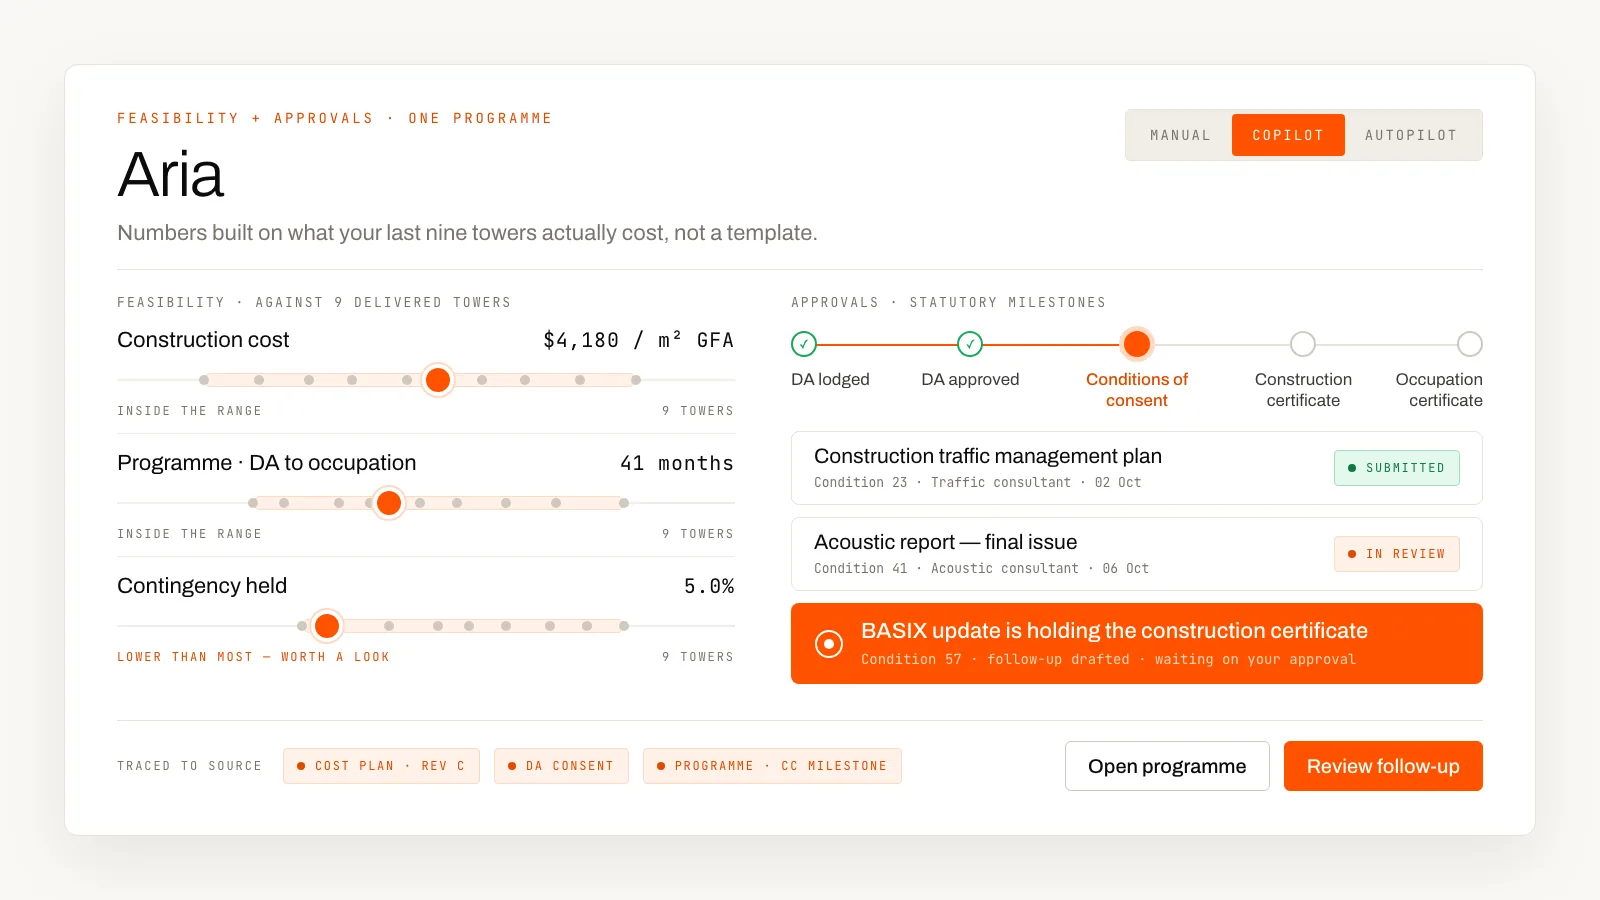 FEASIBILITY + APPROVALS · ONE PROGRAMME
MANUAL
COPILOT
AUTOPILOT
Aria
Numbers built on what your last nine towers actually cost, not a template.
FEASIBILITY · AGAINST 9 DELIVERED TOWERS
Construction cost
$4,180 / m² GFA
INSIDE THE RANGE
9 TOWERS
Programme · DA to occupation
41 months
INSIDE THE RANGE
9 TOWERS
Contingency held
5.0%
LOWER THAN MOST — WORTH A LOOK
9 TOWERS
APPROVALS · STATUTORY MILESTONES
DA lodged
DA approved
Conditions of
consent
Construction
certificate
Occupation
certificate
Construction traffic management plan
Condition 23 · Traffic consultant · 02 Oct
SUBMITTED
Acoustic report — final issue
Condition 41 · Acoustic consultant · 06 Oct
IN REVIEW
BASIX update is holding the construction certificate
Condition 57 · follow-up drafted · waiting on your approval
TRACED TO SOURCE
COST PLAN · REV C
DA CONSENT
PROGRAMME · CC MILESTONE
Open programme
Review follow-up